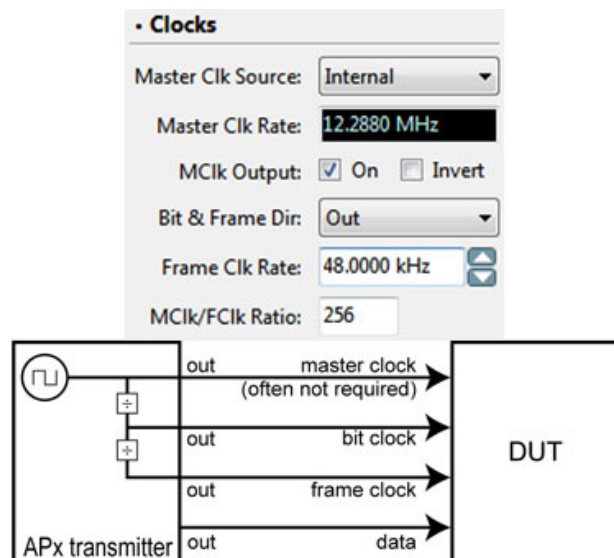 Clocks
Master Clk Source: Internal
Master Clk Rate: 12.2880 MHz
MClk Output: On Invert
Bit & Frame Dir: Out
Frame Clk Rate: 48.0000 kHz
MClk/FClk Ratio: 256
out master clock
(often not required)
out bit clock
DUT
out frame clock
APx transmitter out data